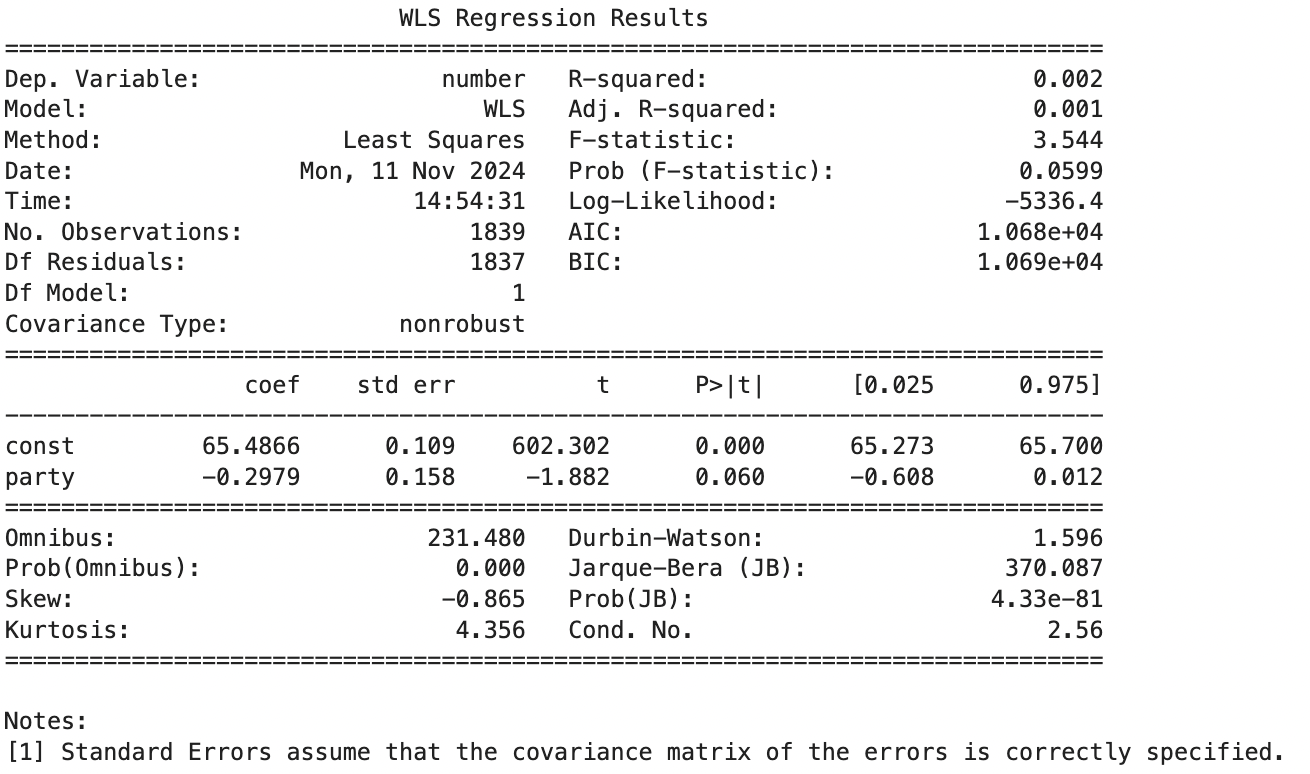 WLS Regression Results
==============================================================================
Dep. Variable:                 number   R-squared:                       0.002
Model:                            WLS   Adj. R-squared:                  0.001
Method:                 Least Squares   F-statistic:                     3.544
Date:                Mon, 11 Nov 2024   Prob (F-statistic):             0.0599
Time:                        14:54:31   Log-Likelihood:                -5336.4
No. Observations:                1839   AIC:                         1.068e+04
Df Residuals:                    1837   BIC:                         1.069e+04
Df Model:                           1
Covariance Type:            nonrobust
==============================================================================
                 coef    std err          t      P>|t|      [0.025      0.975]
------------------------------------------------------------------------------
const         65.4866      0.109    602.302      0.000      65.273      65.700
party         -0.2979      0.158     -1.882      0.060      -0.608       0.012
==============================================================================
Omnibus:                      231.480   Durbin-Watson:                   1.596
Prob(Omnibus):                  0.000   Jarque-Bera (JB):              370.087
Skew:                          -0.865   Prob(JB):                     4.33e-81
Kurtosis:                       4.356   Cond. No.                         2.56
==============================================================================
Notes:
[1] Standard Errors assume that the covariance matrix of the errors is correctly specified.